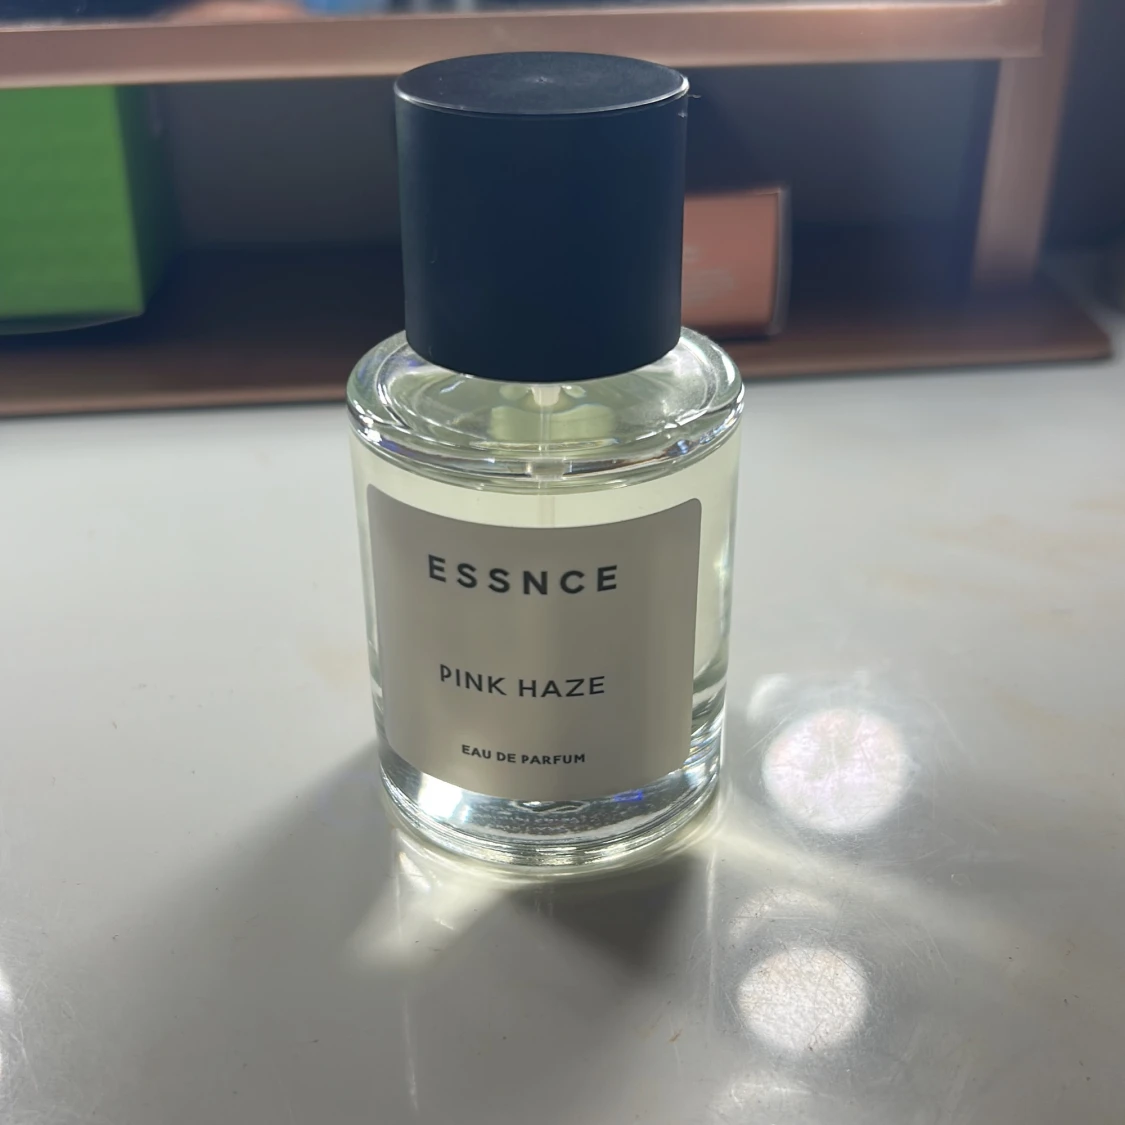 ESSNCE
PINK HAZE
EAU DE PARFUM